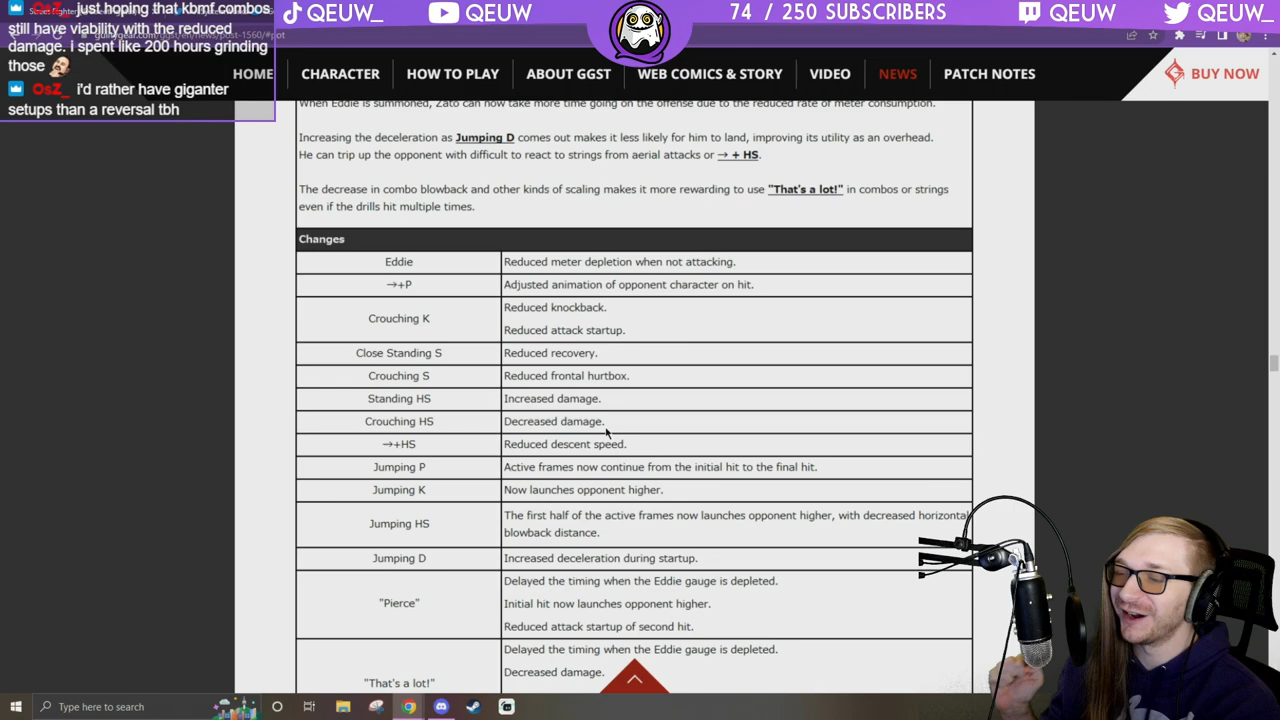 OsZ_ just hoping that kbmf combos
still have viability with the reduced
damage. i spent like 200 hours grinding
those
OsZ_ i'd rather have giganter
setups than a reversal tbh
QEUW_
QEUW_
74 / 250 SUBSCRIBERS
QEUW
QEUW_
HOME
CHARACTER
HOW TO PLAY
ABOUT GGST
WEB COMICS & STORY
VIDEO
NEWS
PATCH NOTES
BUY NOW
When Eddie is summoned, Zato can now take more time going on the offense due to the reduced rate of meter consumption.
Increasing the deceleration as Jumping D comes out makes it less likely for him to land, improving its utility as an overhead.
He can trip up the opponent with difficult to react to strings from aerial attacks or → + HS.
The decrease in combo blowback and other kinds of scaling makes it more rewarding to use "That's a lot!" in combos or strings
even if the drills hit multiple times.
Changes
Eddie
Reduced meter depletion when not attacking.
→+P
Adjusted animation of opponent character on hit.
Crouching K
Reduced knockback.
Reduced attack startup.
Close Standing S
Reduced recovery.
Crouching S
Reduced frontal hurtbox.
Standing HS
Increased damage.
Crouching HS
Decreased damage.
→+HS
Reduced descent speed.
Jumping P
Active frames now continue from the initial hit to the final hit.
Jumping K
Now launches opponent higher.
Jumping HS
The first half of the active frames now launches opponent higher, with decreased horizontal
blowback distance.
Jumping D
Increased deceleration during startup.
"Pierce"
Delayed the timing when the Eddie gauge is depleted.
Initial hit now launches opponent higher.
Reduced attack startup of second hit.
"That's a lot!"
Delayed the timing when the Eddie gauge is depleted.
Decreased damage.
Type here to search